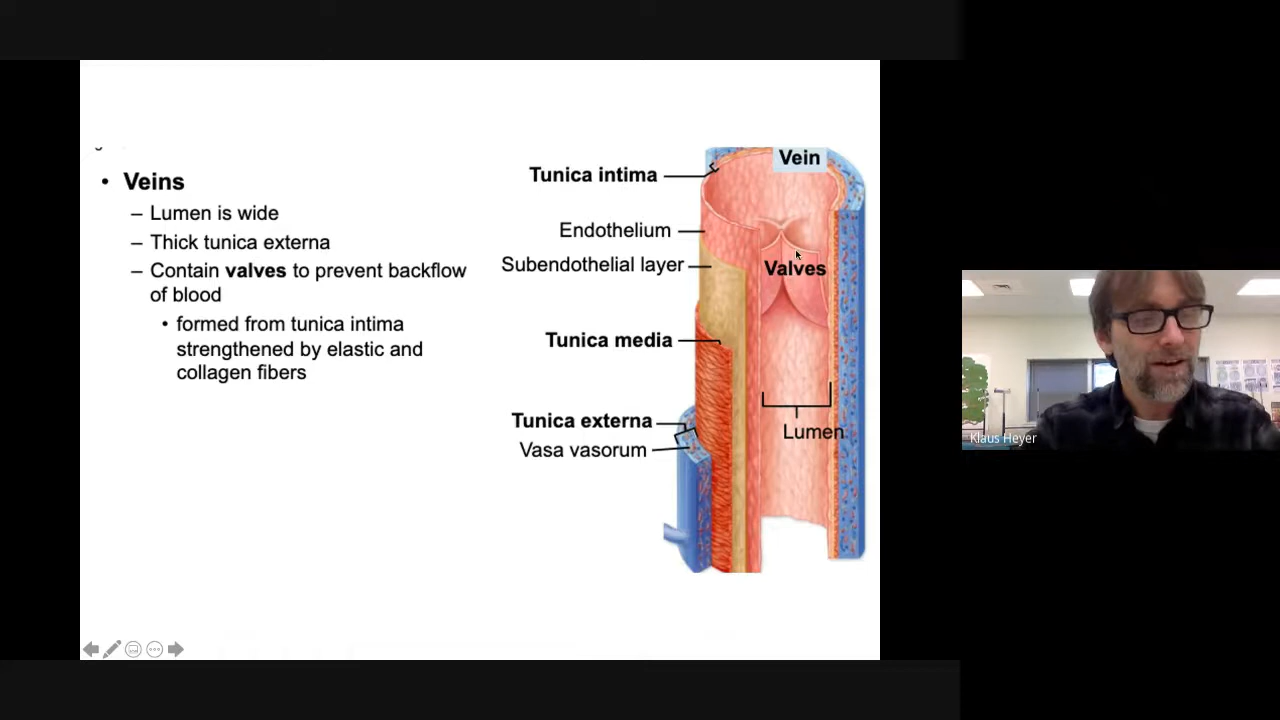 • Veins
– Lumen is wide
– Thick tunica externa
– Contain valves to prevent backflow
of blood
• formed from tunica intima
strengthened by elastic and
collagen fibers
Vein
Tunica intima
Endothelium
Subendothelial layer
Valves
Tunica media
Tunica externa
Lumen
Vasa vasorum
Klaus Heyer